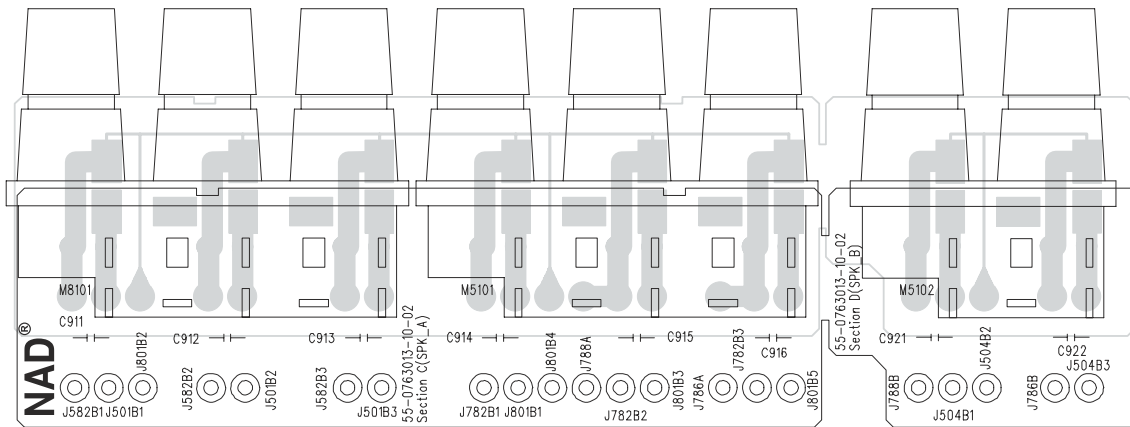 M8101
M5101
M5102
C911
C912
C913
C914
C915
C916
C921
C922
NAD®
J801B2
J582B2
J501B2
J582B3
J801B4
J788A
J782B3
J504B2
J504B3
55-0763013-10-02
Section C(SPK_A)
55-0763013-10-02
Section D(SPK_B)
J582B1
J501B1
J501B3
J782B1
J801B1
J782B2
J801B3
J786A
J801B5
J788B
J504B1
J786B